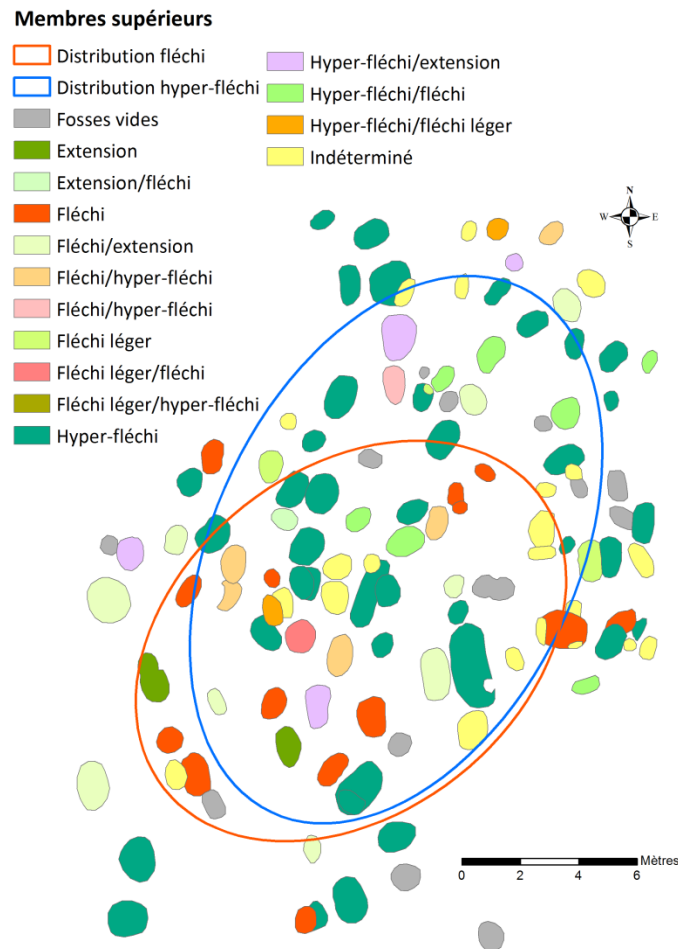 Membres supérieurs
Distribution fléchi
Distribution hyper-fléchi
Fosses vides
Extension
Extension/fléchi
Fléchi
Fléchi/extension
Fléchi/hyper-fléchi
Fléchi/hyper-fléchi
Fléchi léger
Fléchi léger/fléchi
Fléchi léger/hyper-fléchi
Hyper-fléchi
Hyper-fléchi/extension
Hyper-fléchi/fléchi
Hyper-fléchi/fléchi léger
Indéterminé
N
W E
S
Mètres
0 2 4 6